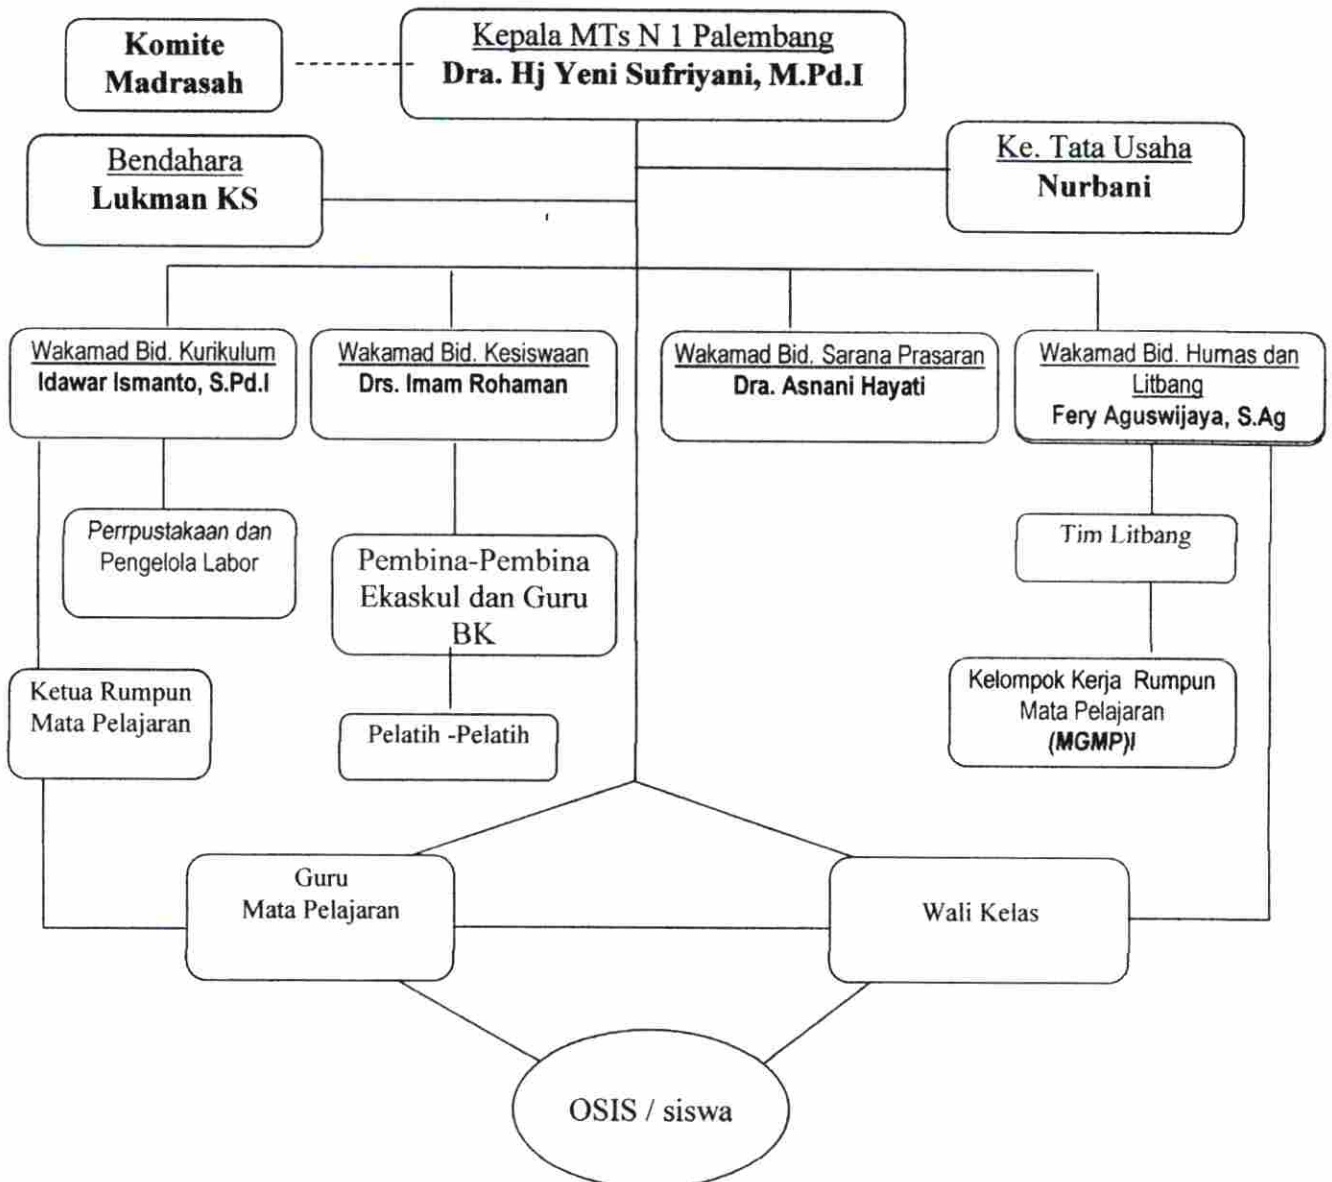 Komite
Madrasah
Kepala MTs N 1 Palembang
Dra. Hj Yeni Sufriyani, M.Pd.I
Bendahara
Lukman KS
Ke. Tata Usaha
Nurbani
Wakamad Bid. Kurikulum
Idawar Ismanto, S.Pd.I
Wakamad Bid. Kesiswaan
Drs. Imam Rohaman
Wakamad Bid. Sarana Prasaran
Dra. Asnani Hayati
Wakamad Bid. Humas dan
Litbang
Fery Aguswijaya, S.Ag
Perrpustakaan dan
Pengelola Labor
Pembina-Pembina
Ekaskul dan Guru
BK
Tim Litbang
Ketua Rumpun
Mata Pelajaran
Pelatih -Pelatih
Kelompok Kerja Rumpun
Mata Pelajaran
(MGMP)I
Guru
Mata Pelajaran
Wali Kelas
OSIS / siswa